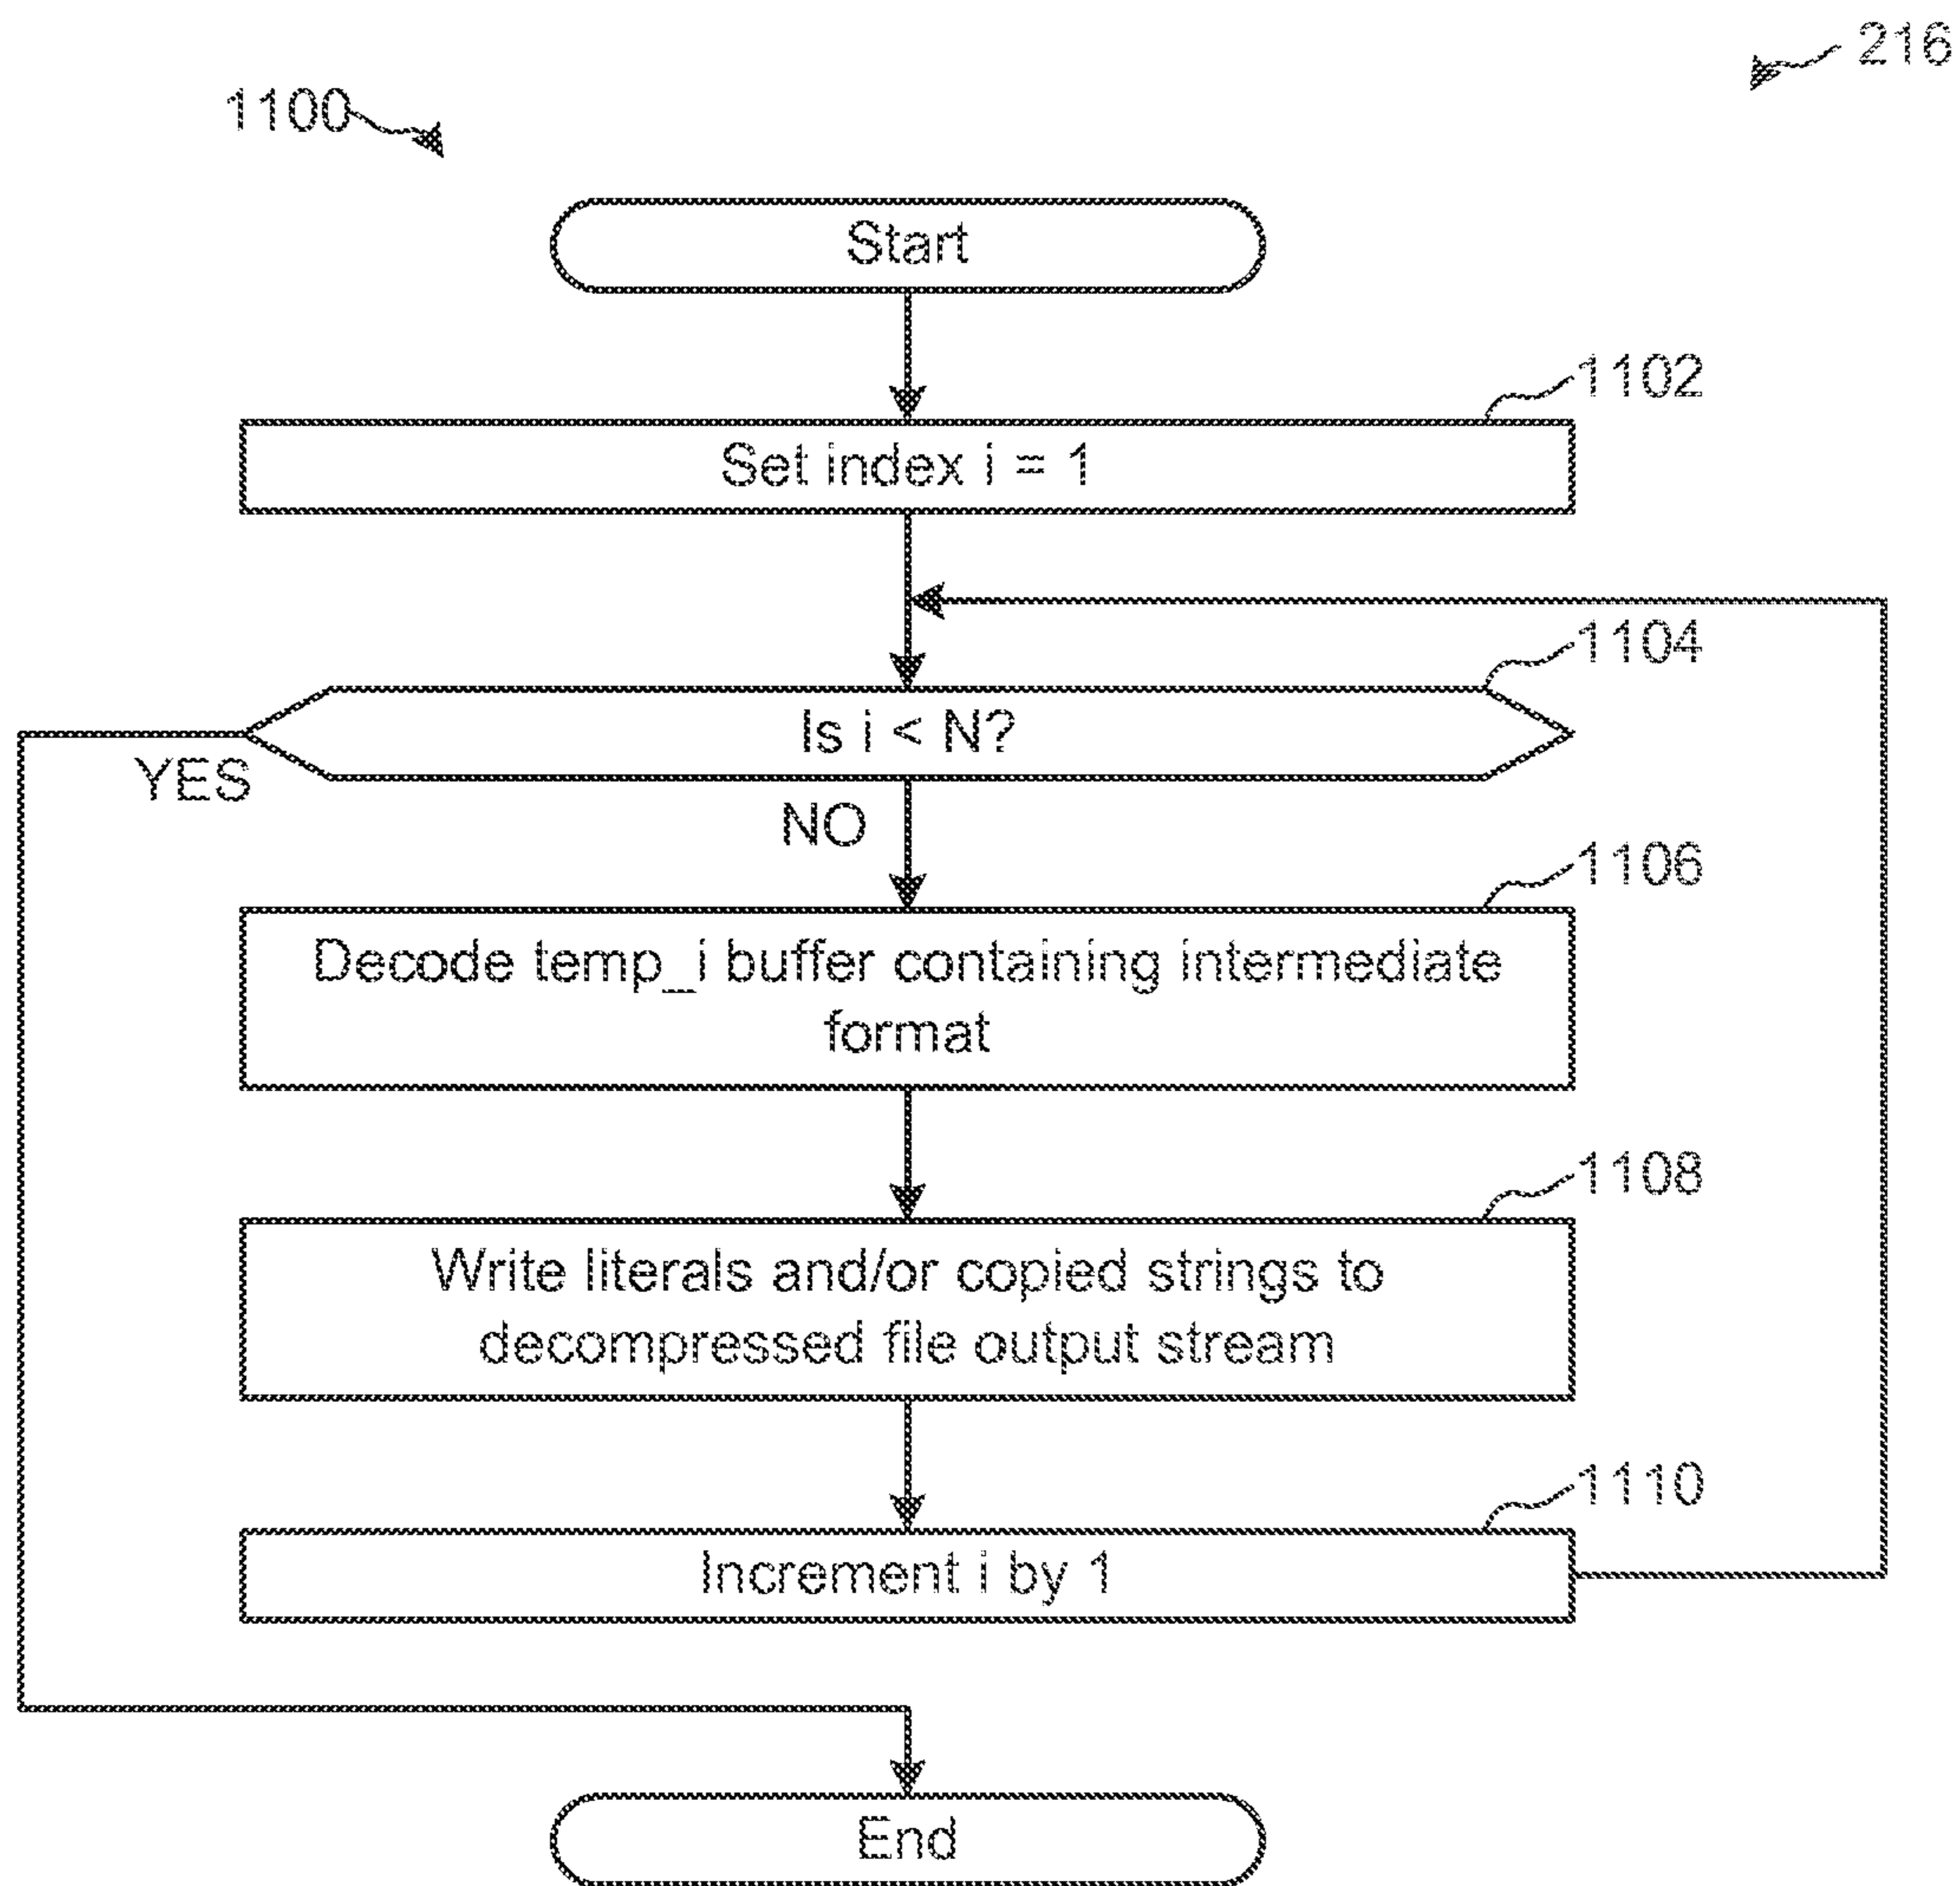 216
1100
Start
1102
Set index i = 1
1104
Is i < N?
YES
NO
1106
Decode temp_i buffer containing intermediate
format
1108
Write literals and/or copied strings to
decompressed file output stream
1110
Increment i by 1
End